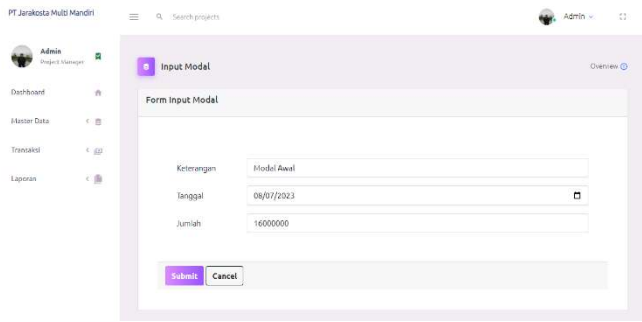 PT Jarakosta Multi Mandiri
Search projects
Admin
Admin
Project Manager
Dashboard
Master Data
Transaksi
Laporan
Input Modal
Overview
Form Input Modal
Keterangan
Modal Awal
Tanggal
08/07/2023
Jumlah
16000000
Submit
Cancel